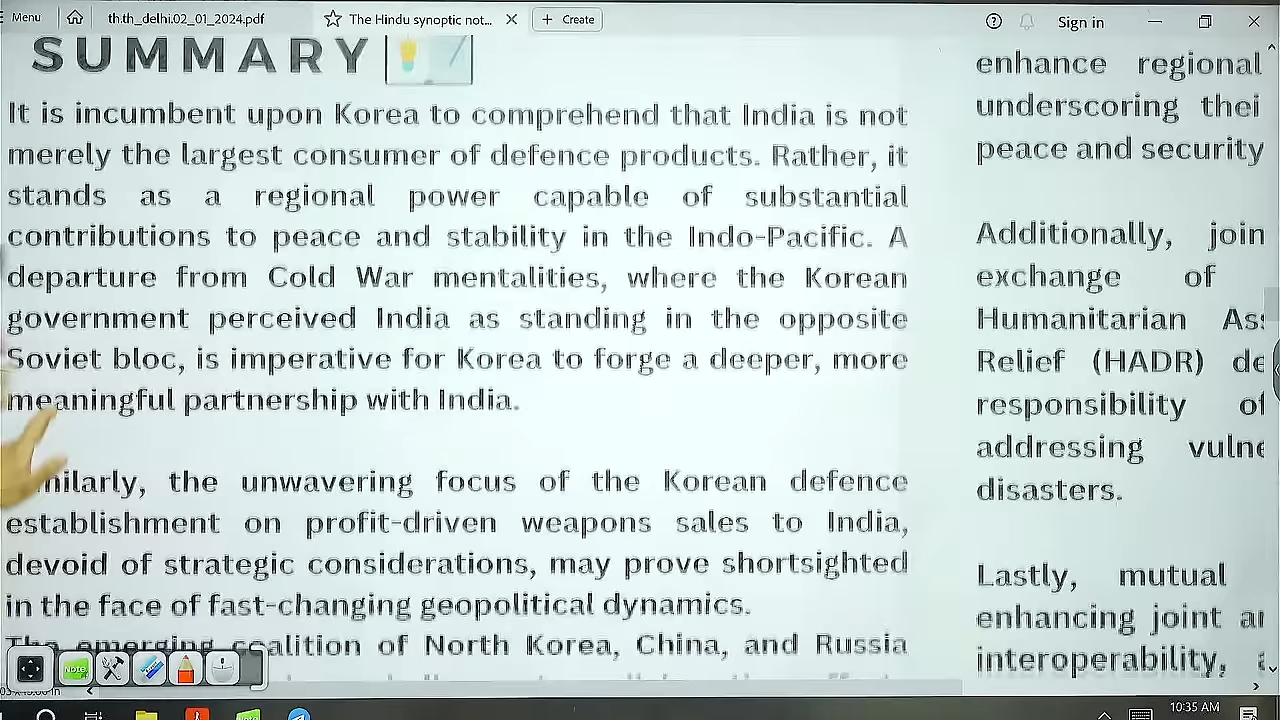 Menu
th.th_delhi.02_01_2024.pdf
The Hindu synoptic not...
+ Create
Sign in
SUMMARY
It is incumbent upon Korea to comprehend that India is not
merely the largest consumer of defence products. Rather, it
stands as a regional power capable of substantial
contributions to peace and stability in the Indo-Pacific. A
departure from Cold War mentalities, where the Korean
government perceived India as standing in the opposite
Soviet bloc, is imperative for Korea to forge a deeper, more
meaningful partnership with India.
milarly, the unwavering focus of the Korean defence
establishment on profit-driven weapons sales to India,
devoid of strategic considerations, may prove shortsighted
in the face of fast-changing geopolitical dynamics.
The emerging coalition of North Korea, China, and Russia
enhance regional
underscoring thei
peace and security
Additionally, join
exchange of
Humanitarian Ass
Relief (HADR) de
responsibility of
addressing vulne
disasters.
Lastly, mutual
enhancing joint an
interoperability,
NOTE
10:35 AM